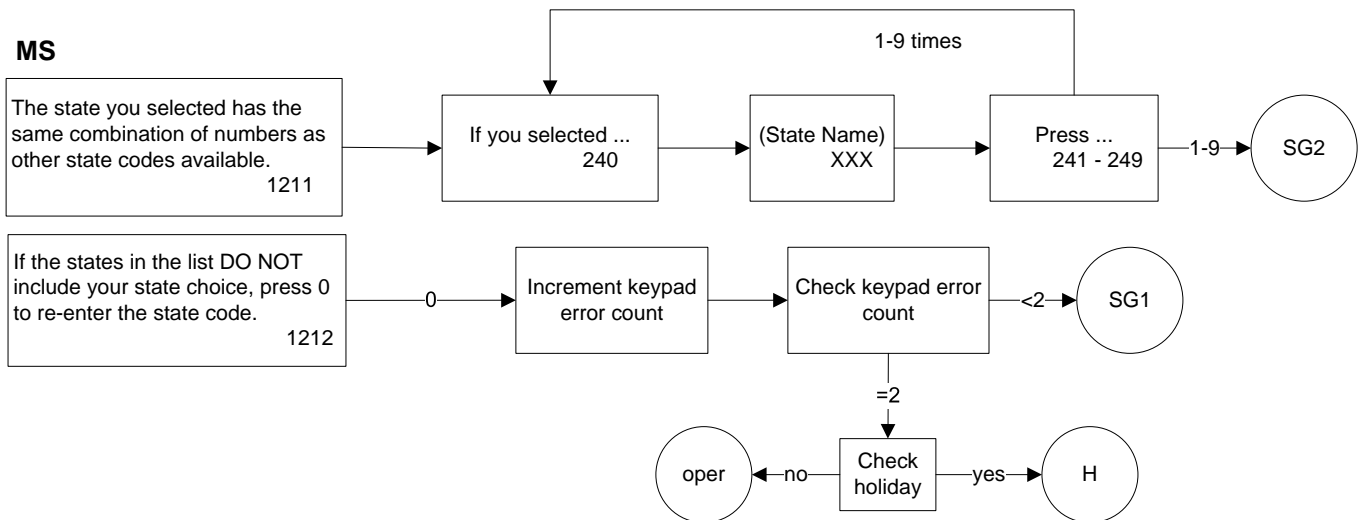 MS
1-9 times
The state you selected has the
same combination of numbers as
other state codes available.
1211
If you selected ...
240
(State Name)
XXX
Press ...
241 - 249
1-9
SG2
If the states in the list DO NOT
include your state choice, press 0
to re-enter the state code.
1212
0
Increment keypad
error count
Check keypad error
count
<2
SG1
=2
oper
no
Check
holiday
yes
H